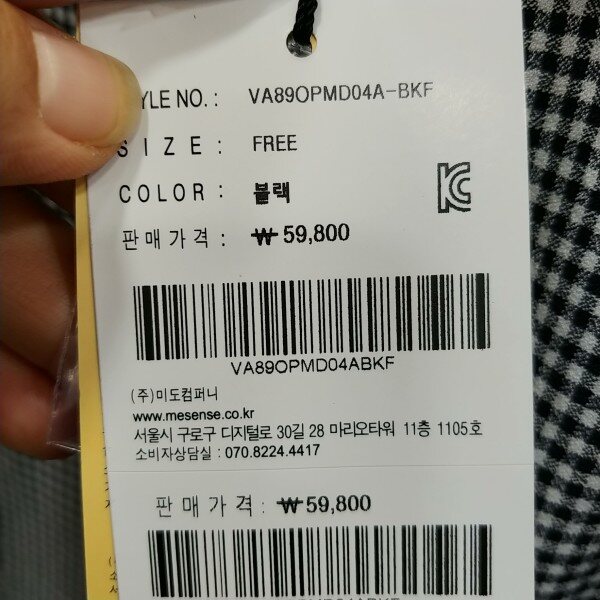 YLE NO. : VA89OPMD04A-BKF
SIZE : FREE
COLOR : 블랙
판매가격 : ₩ 59,800
VA89OPMD04ABKF
(주)미도컴퍼니
www.mesense.co.kr
서울시 구로구 디지털로 30길 28 마리오타워 11층 1105호
소비자상담실 : 070.8224.4417
판매가격 : ₩ 59,800